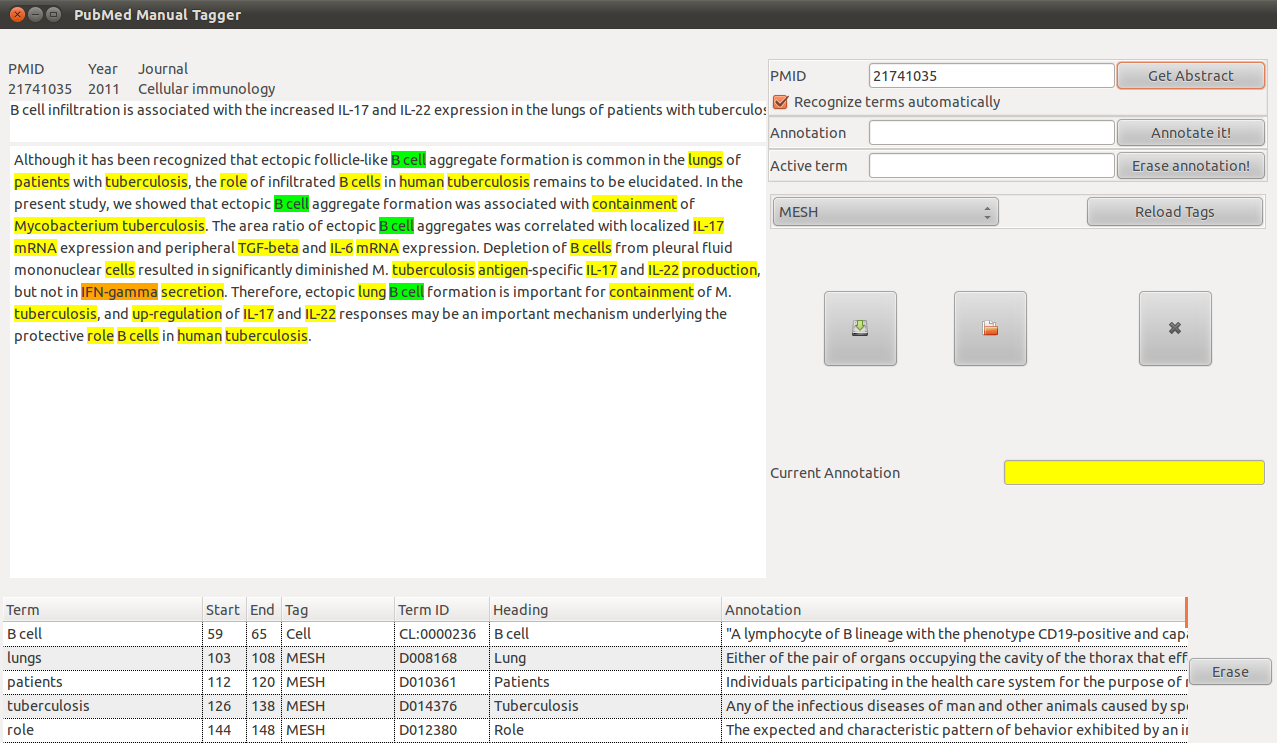 PubMed Manual Tagger
PMID Year Journal
21741035 2011 Cellular immunology
B cell infiltration is associated with the increased IL-17 and IL-22 expression in the lungs of patients with tuberculos
Although it has been recognized that ectopic follicle-like B cell aggregate formation is common in the lungs of
patients with tuberculosis, the role of infiltrated B cells in human tuberculosis remains to be elucidated. In the
present study, we showed that ectopic B cell aggregate formation was associated with containment of
Mycobacterium tuberculosis. The area ratio of ectopic B cell aggregates was correlated with localized IL-17
mRNA expression and peripheral TGF-beta and IL-6 mRNA expression. Depletion of B cells from pleural fluid
mononuclear cells resulted in significantly diminished M. tuberculosis antigen-specific IL-17 and IL-22 production,
but not in IFN-gamma secretion. Therefore, ectopic lung B cell formation is important for containment of M.
tuberculosis, and up-regulation of IL-17 and IL-22 responses may be an important mechanism underlying the
protective role B cells in human tuberculosis.
PMID 21741035 Get Abstract
Recognize terms automatically
Annotation Annotate it!
Active term Erase annotation!
MESH Reload Tags
Current Annotation
Term Start End Tag Term ID Heading Annotation
B cell 59 65 Cell CL:0000236 B cell "A lymphocyte of B lineage with the phenotype CD19-positive and capa
lungs 103 108 MESH D008168 Lung Either of the pair of organs occupying the cavity of the thorax that eff
patients 112 120 MESH D010361 Patients Individuals participating in the health care system for the purpose of
tuberculosis 126 138 MESH D014376 Tuberculosis Any of the infectious diseases of man and other animals caused by spe
role 144 148 MESH D012380 Role The expected and characteristic pattern of behavior exhibited by an
Erase